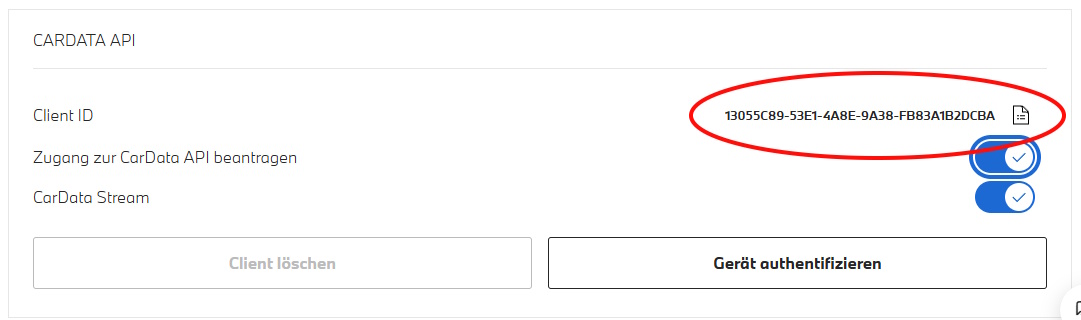 CARDATA API
Client ID
13055C89-53E1-4A8E-9A38-FB83A1B2DCBA
Zugang zur CarData API beantragen
CarData Stream
Client löschen
Gerät authentifizieren